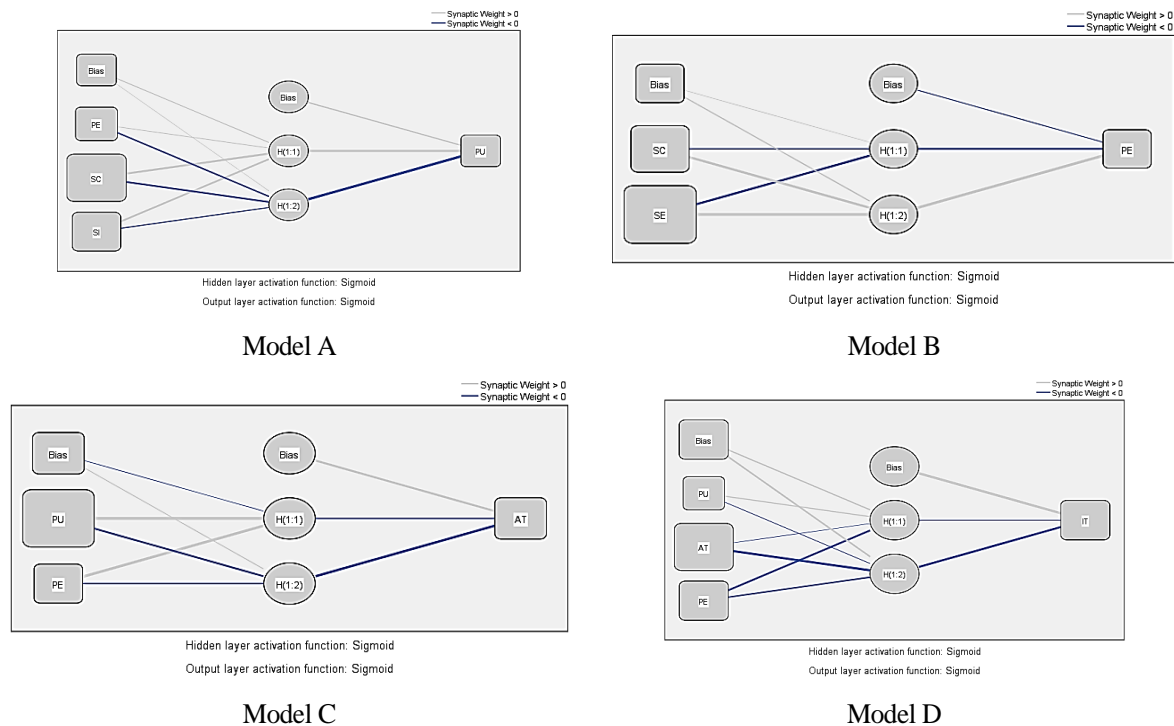 Synaptic Weight > 0
Synaptic Weight < 0
Bias
PE
SC
SI
Bias
H(1:1)
H(1:2)
PU
Hidden layer activation function: Sigmoid
Output layer activation function: Sigmoid
Model A
Synaptic Weight > 0
Synaptic Weight < 0
Bias
SC
SE
Bias
H(1:1)
H(1:2)
PE
Hidden layer activation function: Sigmoid
Output layer activation function: Sigmoid
Model B
Synaptic Weight > 0
Synaptic Weight < 0
Bias
PU
PE
Bias
H(1:1)
H(1:2)
AT
Hidden layer activation function: Sigmoid
Output layer activation function: Sigmoid
Model C
Synaptic Weight > 0
Synaptic Weight < 0
Bias
PU
AT
PE
Bias
H(1:1)
H(1:2)
IT
Hidden layer activation function: Sigmoid
Output layer activation function: Sigmoid
Model D